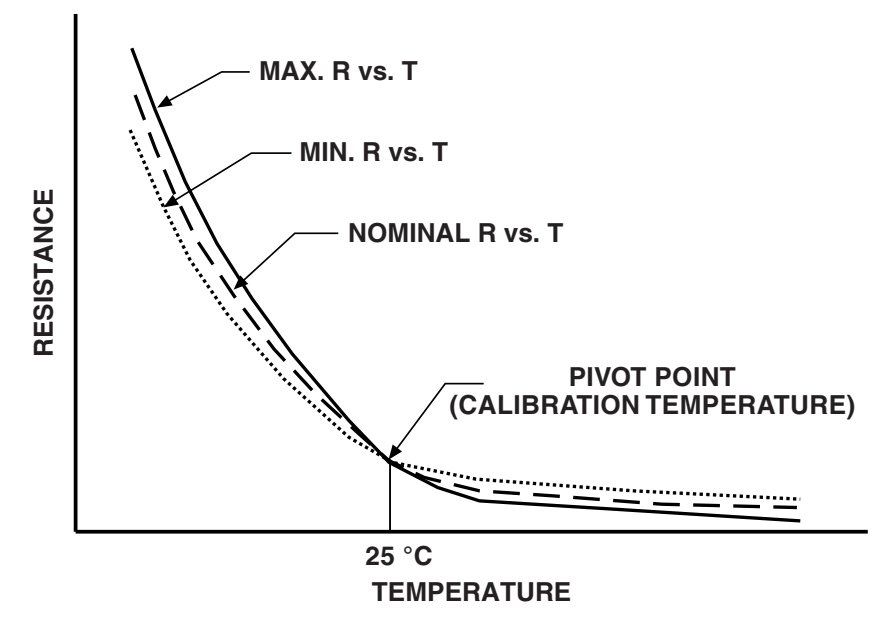 MAX. R vs. T
MIN. R vs. T
NOMINAL R vs. T
RESISTANCE
PIVOT POINT
(CALIBRATION TEMPERATURE)
25 °C
TEMPERATURE